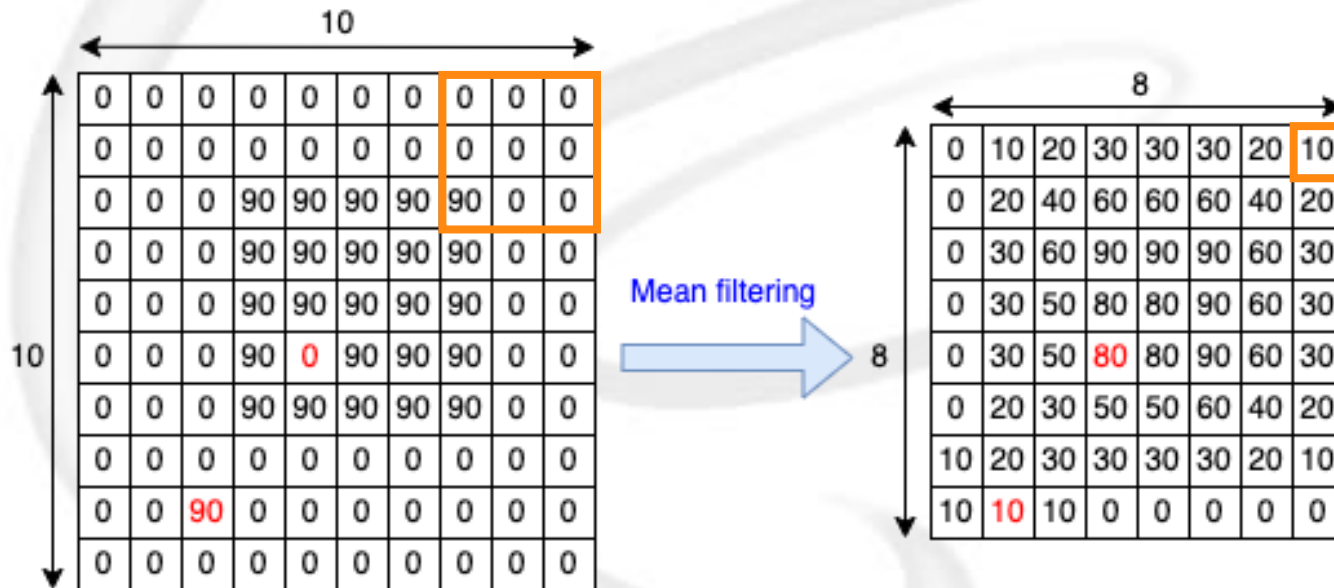 10
0 0 0 0 0 0 0 0 0 0
0 0 0 0 0 0 0 0 0 0
0 0 0 90 90 90 90 90 0 0
0 0 0 90 90 90 90 90 0 0
0 0 0 90 90 90 90 90 0 0
10
0 0 0 90 0 90 90 90 0 0
0 0 0 90 90 90 90 90 0 0
0 0 0 0 0 0 0 0 0 0
0 0 90 0 0 0 0 0 0 0
0 0 0 0 0 0 0 0 0 0
Mean filtering
8
0 10 20 30 30 30 20 10
0 20 40 60 60 60 40 20
0 30 60 90 90 90 60 30
0 30 50 80 80 90 60 30
8
0 30 50 80 80 90 60 30
0 20 30 50 50 60 40 20
10 20 30 30 30 30 20 10
10 10 10 0 0 0 0 0